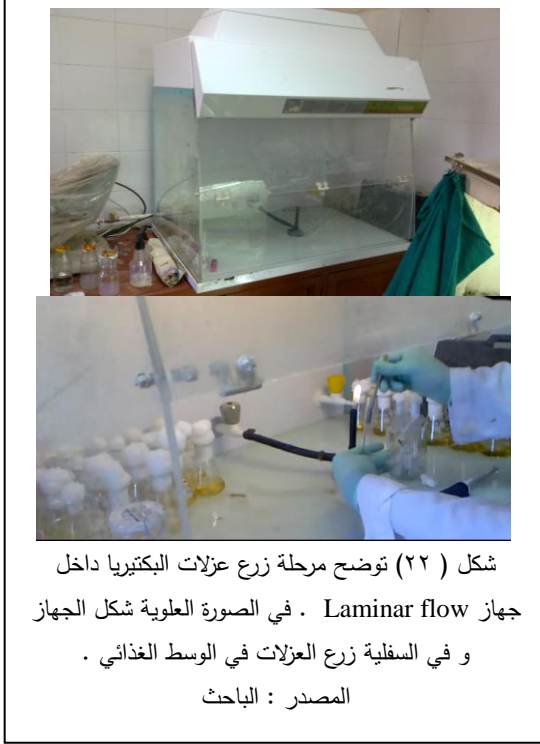 شكل ( ٢٢) توضح مرحلة زرع عزلات البكتيريا داخل
جهاز Laminar flow . في الصورة العلوية شكل الجهاز
و في السفلية زرع العزلات في الوسط الغذائي .
المصدر : الباحث